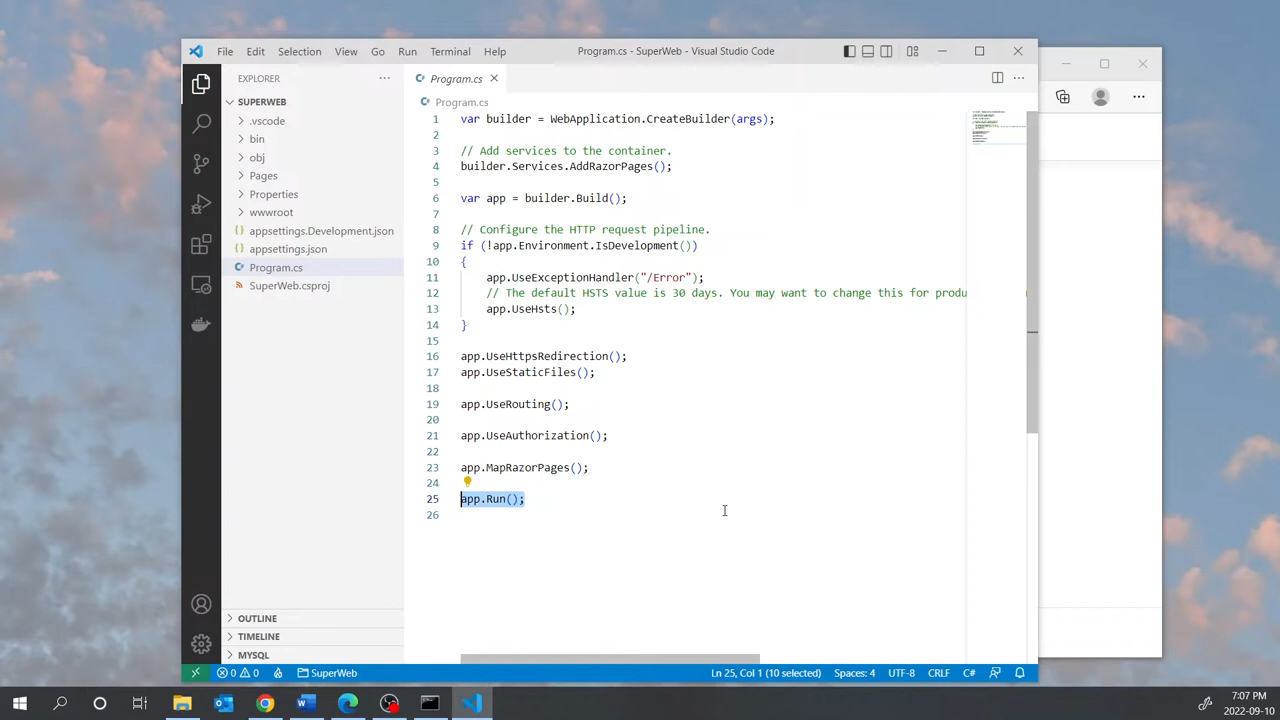 File Edit Selection View Go Run Terminal Help
Program.cs - SuperWeb - Visual Studio Code
EXPLORER
SUPERWEB
.vscode
bin
obj
Pages
Properties
wwwroot
appsettings.Development.json
appsettings.json
Program.cs
SuperWeb.csproj
OUTLINE
TIMELINE
MYSQL
Program.cs
Program.cs
1 var builder = WebApplication.CreateBuilder(args);
2
3 // Add services to the container.
4 builder.Services.AddRazorPages();
5
6 var app = builder.Build();
7
8 // Configure the HTTP request pipeline.
9 if (!app.Environment.IsDevelopment())
10 {
11 app.UseExceptionHandler("/Error");
12 // The default HSTS value is 30 days. You may want to change this for produ
13 app.UseHsts();
14 }
15
16 app.UseHttpsRedirection();
17 app.UseStaticFiles();
18
19 app.UseRouting();
20
21 app.UseAuthorization();
22
23 app.MapRazorPages();
24
25 app.Run();
26
0 0 SuperWeb Ln 25, Col 1 (10 selected) Spaces: 4 UTF-8 CRLF C#
7:07 PM
2022-09-10